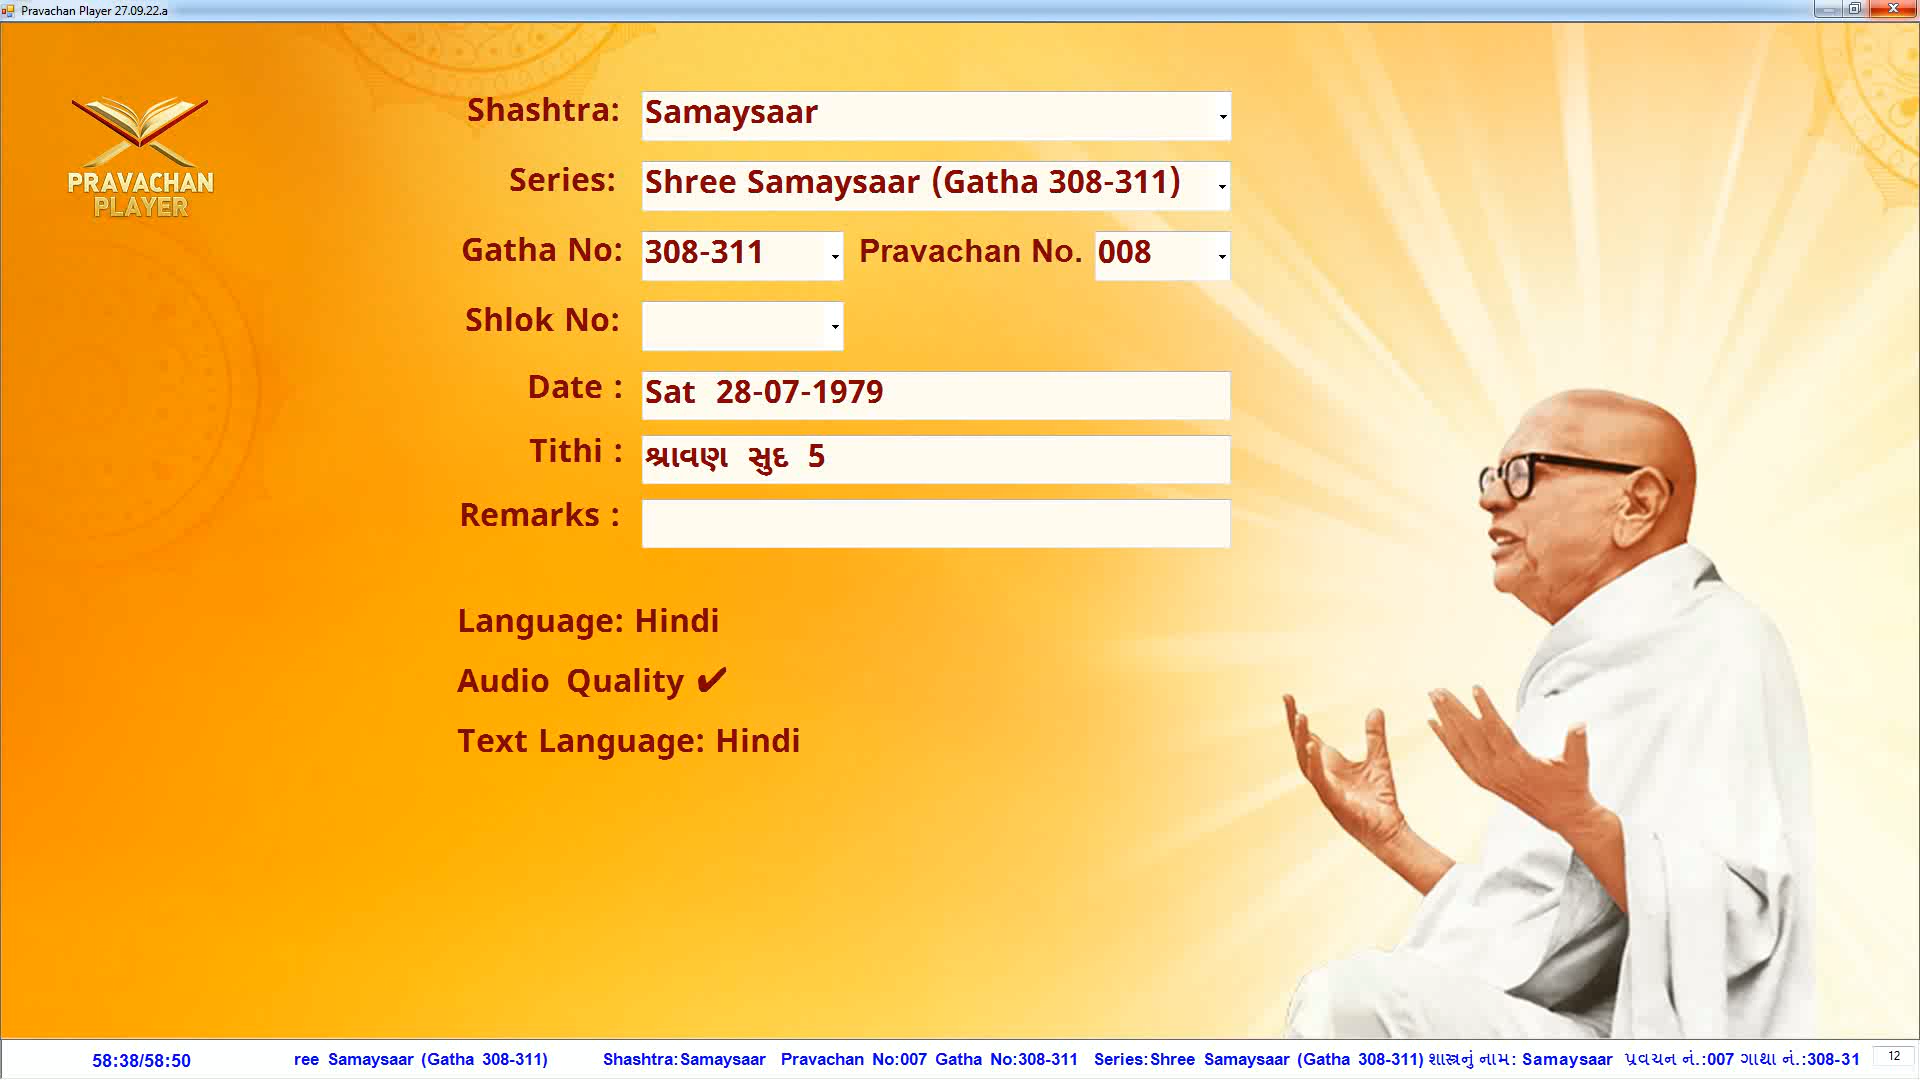 Pravachan Player 27.09.22.a
PRAVACHAN
PLAYER
Shashtra: Samaysaar
Series: Shree Samaysaar (Gatha 308-311)
Gatha No: 308-311 Pravachan No. 008
Shlok No:
Date : Sat 28-07-1979
Tithi : શ્રાવણ સુદ 5
Remarks :
Language: Hindi
Audio Quality ✔
Text Language: Hindi
58:38/58:50 ree Samaysaar (Gatha 308-311) Shashtra:Samaysaar Pravachan No:007 Gatha No:308-311 Series:Shree Samaysaar (Gatha 308-311) શાસ્ત્રનું નામ: Samaysaar પ્રવચન નં.:007 ગાથા નં.:308-31 12